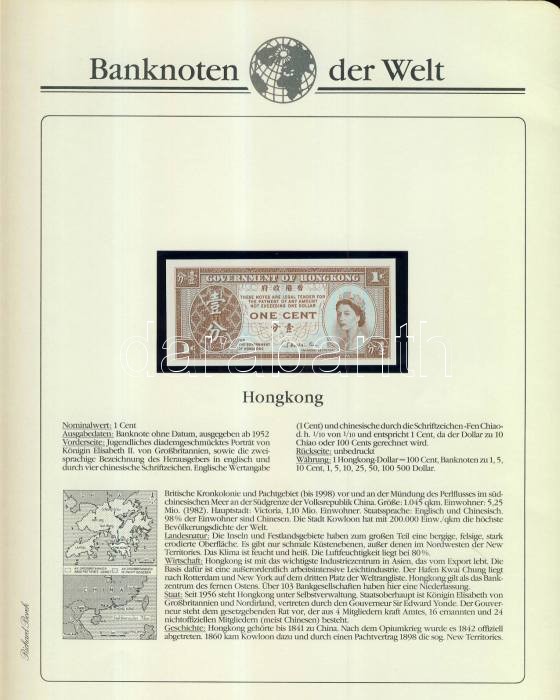 Banknoten der Welt
分壹 GOVERNMENT OF HONGKONG 1¢
府政港香
THESE NOTES ARE LEGAL TENDER FOR
THE PAYMENT OF ANY AMOUNT
NOT EXCEEDING ONE DOLLAR
壹分
ONE CENT
分壹
darabanth
Hongkong
Nominalwert: 1 Cent
Ausgabedaten: Banknote ohne Datum, ausgegeben ab 1952
Vorderseite: Jugendliches diademgeschmücktes Porträt von
Königin Elisabeth II. von Großbritannien, sowie die zwei-
sprachige Bezeichnung des Herausgebers in englisch und
durch vier chinesische Schriftzeichen. Englische Wertangabe
(1 Cent) und chinesische durch die Schriftzeichen ‹Fen Chiao›
d. h. 1/10 von 1/10 und entspricht 1 Cent, da der Dollar zu 10
Chiao oder 100 Cents gerechnet wird.
Rückseite: unbedruckt
Währung: 1 Hongkong-Dollar=100 Cent, Banknoten zu 1, 5,
10 Cent, 1, 5, 10, 25, 50, 100 500 Dollar.
Britische Kronkolonie und Pachtgebiet (bis 1998) vor und an der Mündung des Perlflusses im süd-
chinesischen Meer an der Südgrenze der Volksrepublik China. Größe: 1.045 qkm. Einwohner: 5,25
Mio. (1982). Hauptstadt: Victoria, 1,10 Mio. Einwohner. Staatssprache: Englisch und Chinesisch.
98% der Einwohner sind Chinesen. Die Stadt Kowloon hat mit 200.000 Einw./qkm die höchste
Bevölkerungsdichte der Welt.
Landesnatur: Die Inseln und Festlandsgebiete haben zum großen Teil eine bergige, felsige, stark
erodierte Oberfläche. Es gibt nur schmale Küstenebenen, außer denen im Nordwesten der New
Territories. Das Klima ist feucht und heiß. Die Luftfeuchtigkeit liegt bei 80%.
Wirtschaft: Hongkong ist mit das wichtigste Industriezentrum in Asien, das vom Export lebt. Die
Basis dafür ist eine außerordentlich arbeitsintensive Leichtindustrie. Der Hafen Kwai Chung liegt
nach Rotterdam und New York auf dem dritten Platz der Weltrangliste. Hongkong gilt als das Bank-
zentrum des fernen Ostens. Über 103 Bankgesellschaften haben hier eine Niederlassung.
Staat: Seit 1956 steht Hongkong unter Selbstverwaltung. Staatsoberhaupt ist Königin Elisabeth von
Großbritannien und Nordirland, vertreten durch den Gouverneur Sir Edward Yonde. Der Gouver-
neur steht dem gesetzgebenden Rat vor, der aus 4 Mitgliedern kraft Amtes, 16 ernannten und 24
nichtoffiziellen Mitgliedern (meist Chinesen) besteht.
Geschichte: Hongkong gehörte bis 1841 zu China. Nach dem Opiumkrieg wurde es 1842 offiziell
abgetreten. 1860 kam Kowloon dazu und durch einen Pachtvertrag 1898 die sog. New Territories.
CHINA
Richard Borek